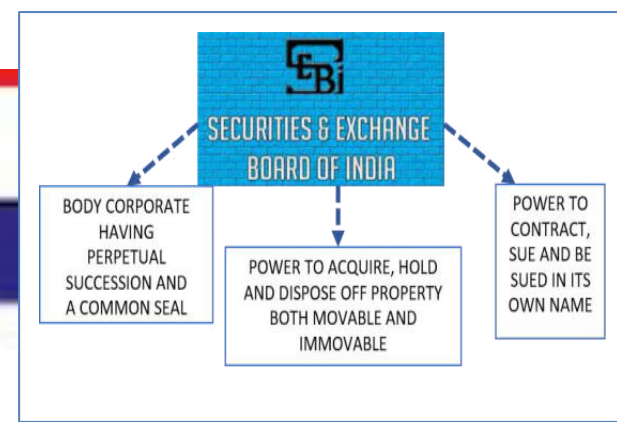 SEBi
SECURITIES & EXCHANGE
BOARD OF INDIA
BODY CORPORATE
HAVING
PERPETUAL
SUCCESSION AND
A COMMON SEAL
POWER TO ACQUIRE, HOLD
AND DISPOSE OFF PROPERTY
BOTH MOVABLE AND
IMMOVABLE
POWER TO
CONTRACT,
SUE AND BE
SUED IN ITS
OWN NAME